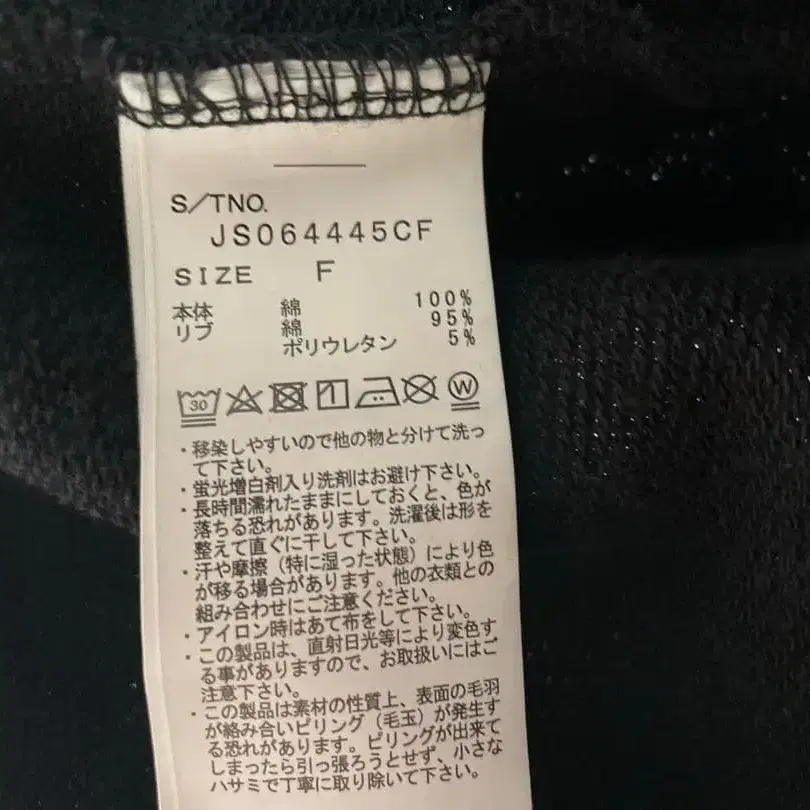 S/TNO.
JS064445CF
SIZE F
本体 綿 100%
リブ 綿 95%
ポリウレタン 5%
30 W
・移染しやすいので他の物と分けて洗っ
て下さい。
・蛍光増白剤入り洗剤はお避け下さい。
・長時間濡れたままにしておくと、色が
落ちる恐れがあります。洗濯後は形を
整えて直ぐに干して下さい。
・汗や摩擦（特に湿った状態）により色
が移る場合があります。他の衣類との
組み合わせにご注意ください。
・アイロン時はあて布をして下さい。
・この製品は、直射日光等により変色す
る事がありますので、お取扱いにはご
注意下さい。
・この製品は素材の性質上、表面の毛羽
が絡み合いピリング（毛玉）が発生す
る恐れがあります。ピリングが出来て
しまったら引っ張ろうとせず、小さな
ハサミで丁寧に取り除いて下さい。